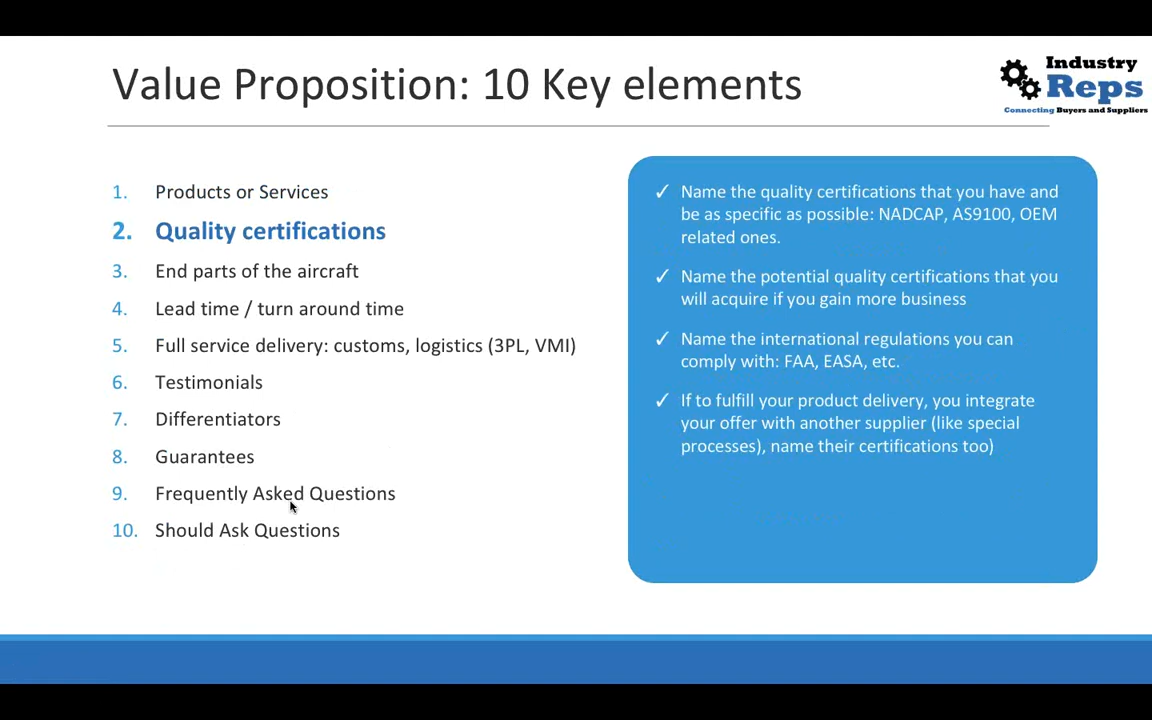 Value Proposition: 10 Key elements
Industry
Reps
Connecting Buyers and Suppliers
1. Products or Services
2. Quality certifications
3. End parts of the aircraft
4. Lead time / turn around time
5. Full service delivery: customs, logistics (3PL, VMI)
6. Testimonials
7. Differentiators
8. Guarantees
9. Frequently Asked Questions
10. Should Ask Questions
✓ Name the quality certifications that you have and
be as specific as possible: NADCAP, AS9100, OEM
related ones.
✓ Name the potential quality certifications that you
will acquire if you gain more business
✓ Name the international regulations you can
comply with: FAA, EASA, etc.
✓ If to fulfill your product delivery, you integrate
your offer with another supplier (like special
processes), name their certifications too)